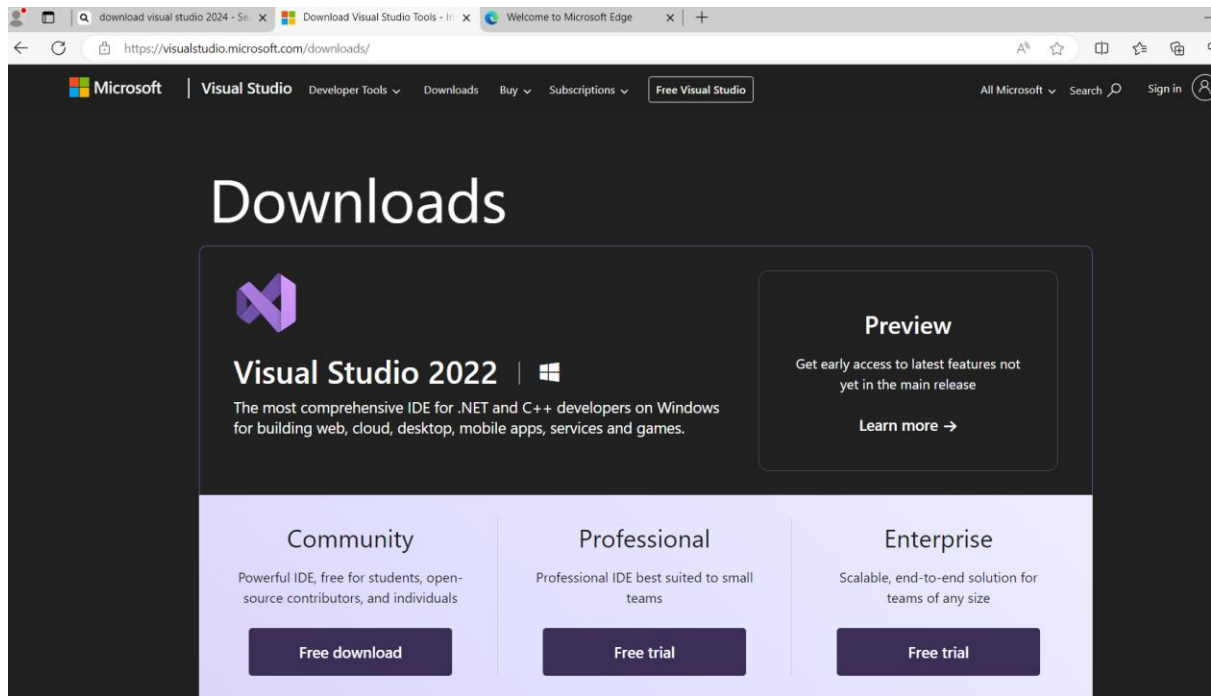 download visual studio 2024 - Se
Download Visual Studio Tools - In
Welcome to Microsoft Edge
https://visualstudio.microsoft.com/downloads/
Microsoft
Visual Studio
Developer Tools
Downloads
Buy
Subscriptions
Free Visual Studio
All Microsoft
Search
Sign in
Downloads
Visual Studio 2022
The most comprehensive IDE for .NET and C++ developers on Windows
for building web, cloud, desktop, mobile apps, services and games.
Preview
Get early access to latest features not
yet in the main release
Learn more →
Community
Powerful IDE, free for students, open-
source contributors, and individuals
Free download
Professional
Professional IDE best suited to small
teams
Free trial
Enterprise
Scalable, end-to-end solution for
teams of any size
Free trial